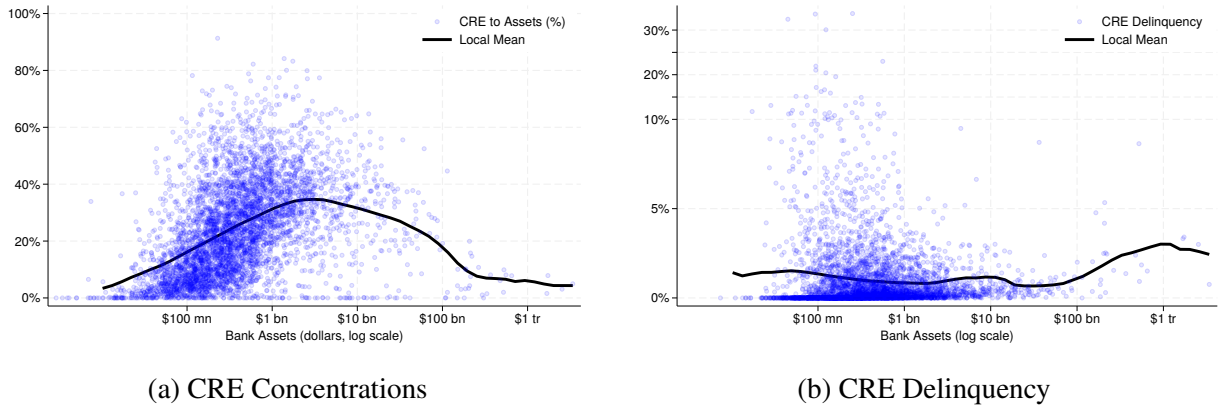 100%
80%
60%
40%
20%
0%
CRE to Assets (%)
Local Mean
$100 mn
$1 bn
$10 bn
$100 bn
$1 tr
Bank Assets (dollars, log scale)
(a) CRE Concentrations
30%
20%
10%
5%
0%
CRE Delinquency
Local Mean
$100 mn
$1 bn
$10 bn
$100 bn
$1 tr
Bank Assets (log scale)
(b) CRE Delinquency